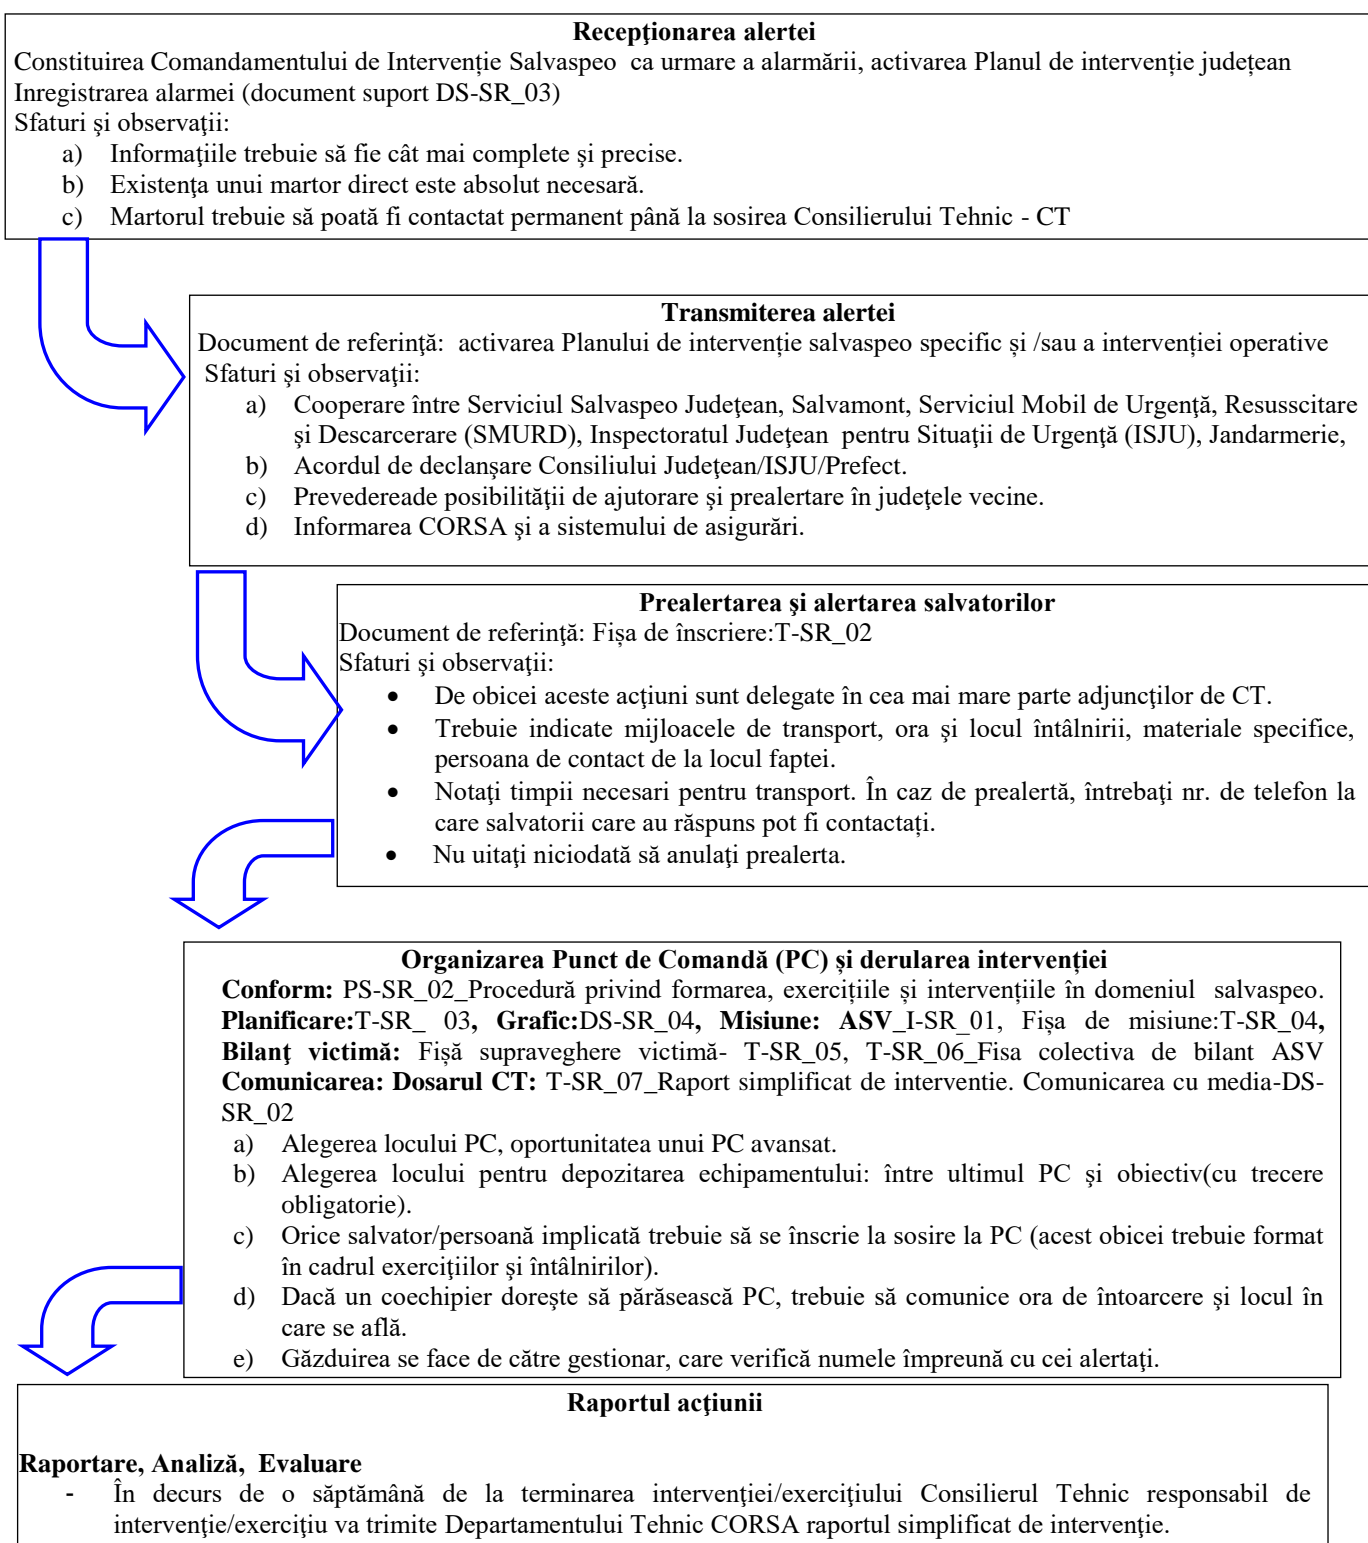 Recepţionarea alertei
Constituirea Comandamentului de Intervenție Salvaspeo ca urmare a alarmării, activarea Planul de intervenție județean
Inregistrarea alarmei (document suport DS-SR_03)
Sfaturi şi observaţii:
a) Informaţiile trebuie să fie cât mai complete şi precise.
b) Existenţa unui martor direct este absolut necesară.
c) Martorul trebuie să poată fi contactat permanent până la sosirea Consilierului Tehnic - CT
Transmiterea alertei
Document de referinţă: activarea Planului de intervenție salvaspeo specific și /sau a intervenției operative
Sfaturi şi observaţii:
a) Cooperare între Serviciul Salvaspeo Judeţean, Salvamont, Serviciul Mobil de Urgenţă, Resusscitare
şi Descarcerare (SMURD), Inspectoratul Judeţean pentru Situaţii de Urgenţă (ISJU), Jandarmerie,
b) Acordul de declanşare Consiliului Judeţean/ISJU/Prefect.
c) Prevedereade posibilităţii de ajutorare şi prealertare în judeţele vecine.
d) Informarea CORSA şi a sistemului de asigurări.
Prealertarea şi alertarea salvatorilor
Document de referinţă: Fișa de înscriere:T-SR_02
Sfaturi şi observaţii:
• De obicei aceste acţiuni sunt delegate în cea mai mare parte adjuncţilor de CT.
• Trebuie indicate mijloacele de transport, ora şi locul întâlnirii, materiale specifice,
persoana de contact de la locul faptei.
• Notaţi timpii necesari pentru transport. În caz de prealertă, întrebaţi nr. de telefon la
care salvatorii care au răspuns pot fi contactați.
• Nu uitaţi niciodată să anulaţi prealerta.
Organizarea Punct de Comandă (PC) și derularea intervenției
Conform: PS-SR_02_Procedură privind formarea, exercițiile și intervențiile în domeniul salvaspeo.
Planificare:T-SR_ 03, Grafic:DS-SR_04, Misiune: ASV_I-SR_01, Fișa de misiune:T-SR_04,
Bilanţ victimă: Fișă supraveghere victimă- T-SR_05, T-SR_06_Fisa colectiva de bilant ASV
Comunicarea: Dosarul CT: T-SR_07_Raport simplificat de interventie. Comunicarea cu media-DS-
SR_02
a) Alegerea locului PC, oportunitatea unui PC avansat.
b) Alegerea locului pentru depozitarea echipamentului: între ultimul PC şi obiectiv(cu trecere
obligatorie).
c) Orice salvator/persoană implicată trebuie să se înscrie la sosire la PC (acest obicei trebuie format
în cadrul exerciţiilor şi întâlnirilor).
d) Dacă un coechipier doreşte să părăsească PC, trebuie să comunice ora de întoarcere şi locul în
care se află.
e) Găzduirea se face de către gestionar, care verifică numele împreună cu cei alertaţi.
Raportul acţiunii
Raportare, Analiză, Evaluare
- În decurs de o săptămână de la terminarea intervenţiei/exerciţiului Consilierul Tehnic responsabil de
intervenţie/exerciţiu va trimite Departamentului Tehnic CORSA raportul simplificat de intervenţie.